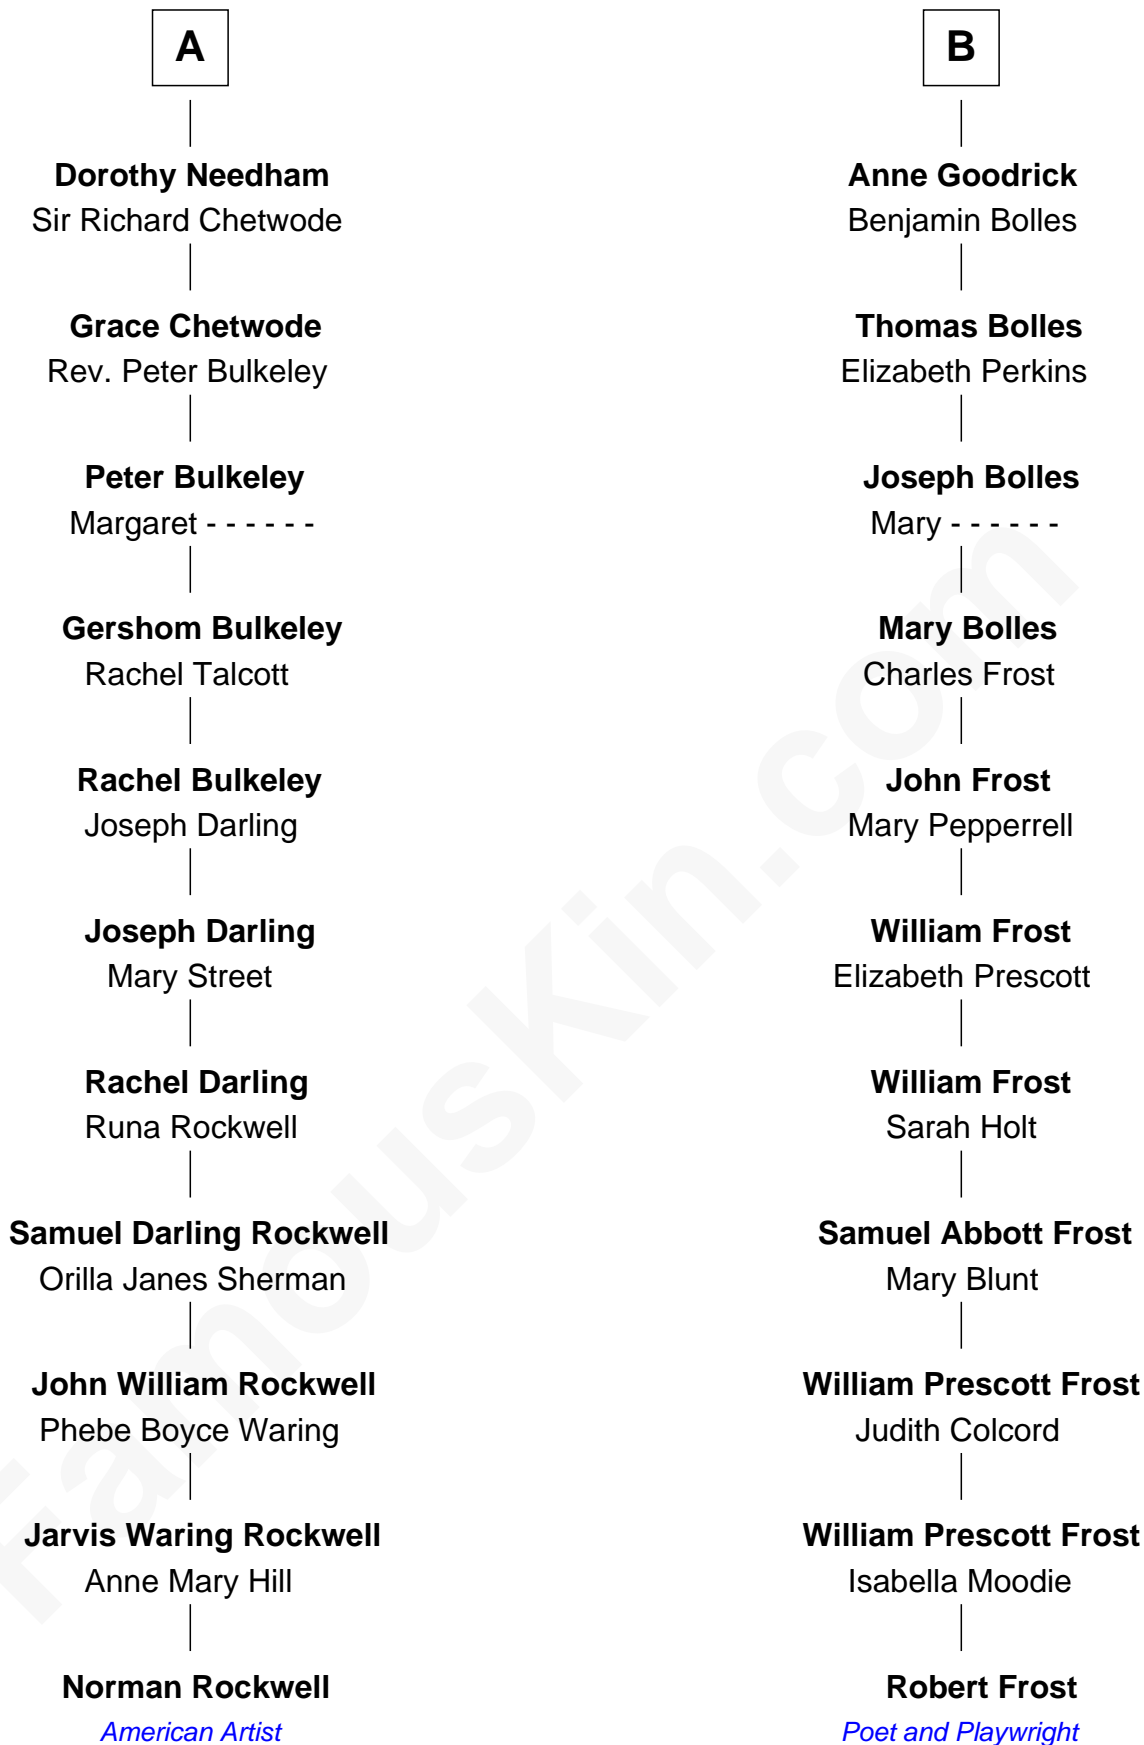 A
Dorothy Needham
Sir Richard Chetwode
Grace Chetwode
Rev. Peter Bulkeley
Peter Bulkeley
Margaret - - - - - -
Gershom Bulkeley
Rachel Talcott
Rachel Bulkeley
Joseph Darling
Joseph Darling
Mary Street
Rachel Darling
Runa Rockwell
Samuel Darling Rockwell
Orilla Janes Sherman
John William Rockwell
Phebe Boyce Waring
Jarvis Waring Rockwell
Anne Mary Hill
Norman Rockwell
American Artist
B
Anne Goodrick
Benjamin Bolles
Thomas Bolles
Elizabeth Perkins
Joseph Bolles
Mary - - - - - -
Mary Bolles
Charles Frost
John Frost
Mary Pepperrell
William Frost
Elizabeth Prescott
William Frost
Sarah Holt
Samuel Abbott Frost
Mary Blunt
William Prescott Frost
Judith Colcord
William Prescott Frost
Isabella Moodie
Robert Frost
Poet and Playwright
FamousKin.com